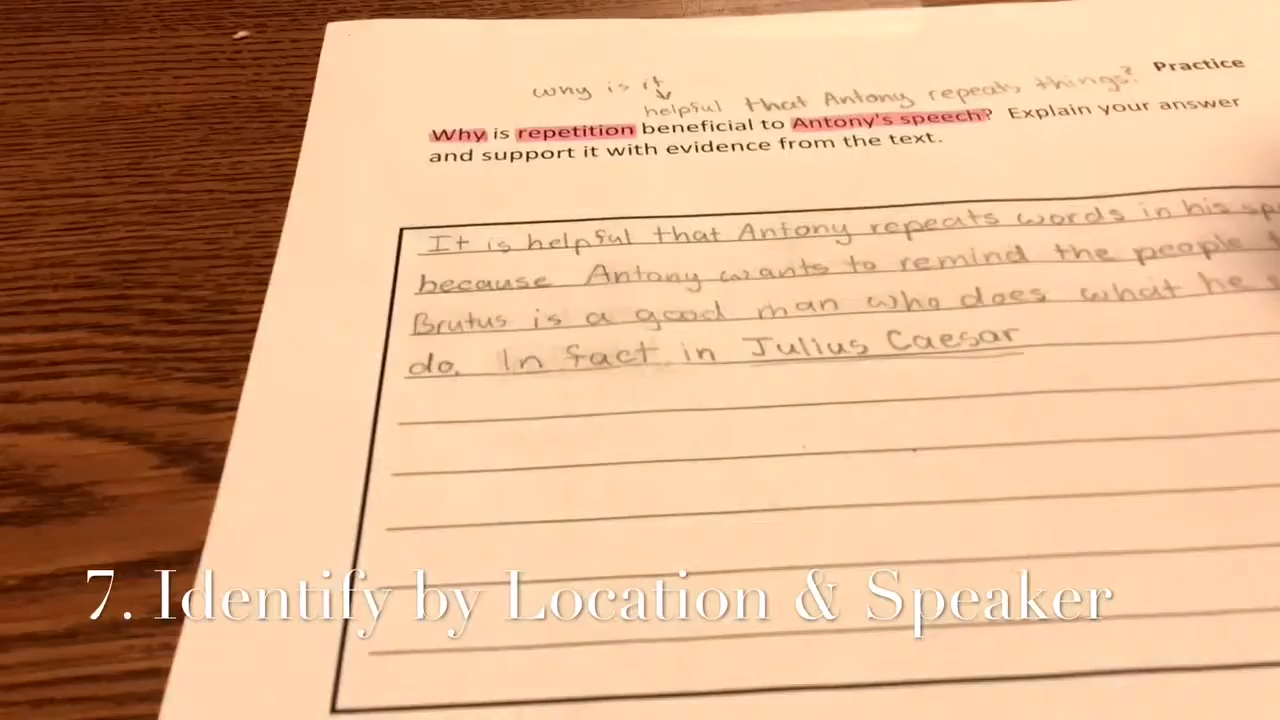 Practice
why is it
helpful that Antony repeats things?
Why is repetition beneficial to Antony's speech? Explain your answer
and support it with evidence from the text.
It is helpful that Antony repeats words in his
because Antony wants to remind the people
Brutus is a good man who does what he
do. In fact in Julius Caesar
7. Identify by Location & Speaker